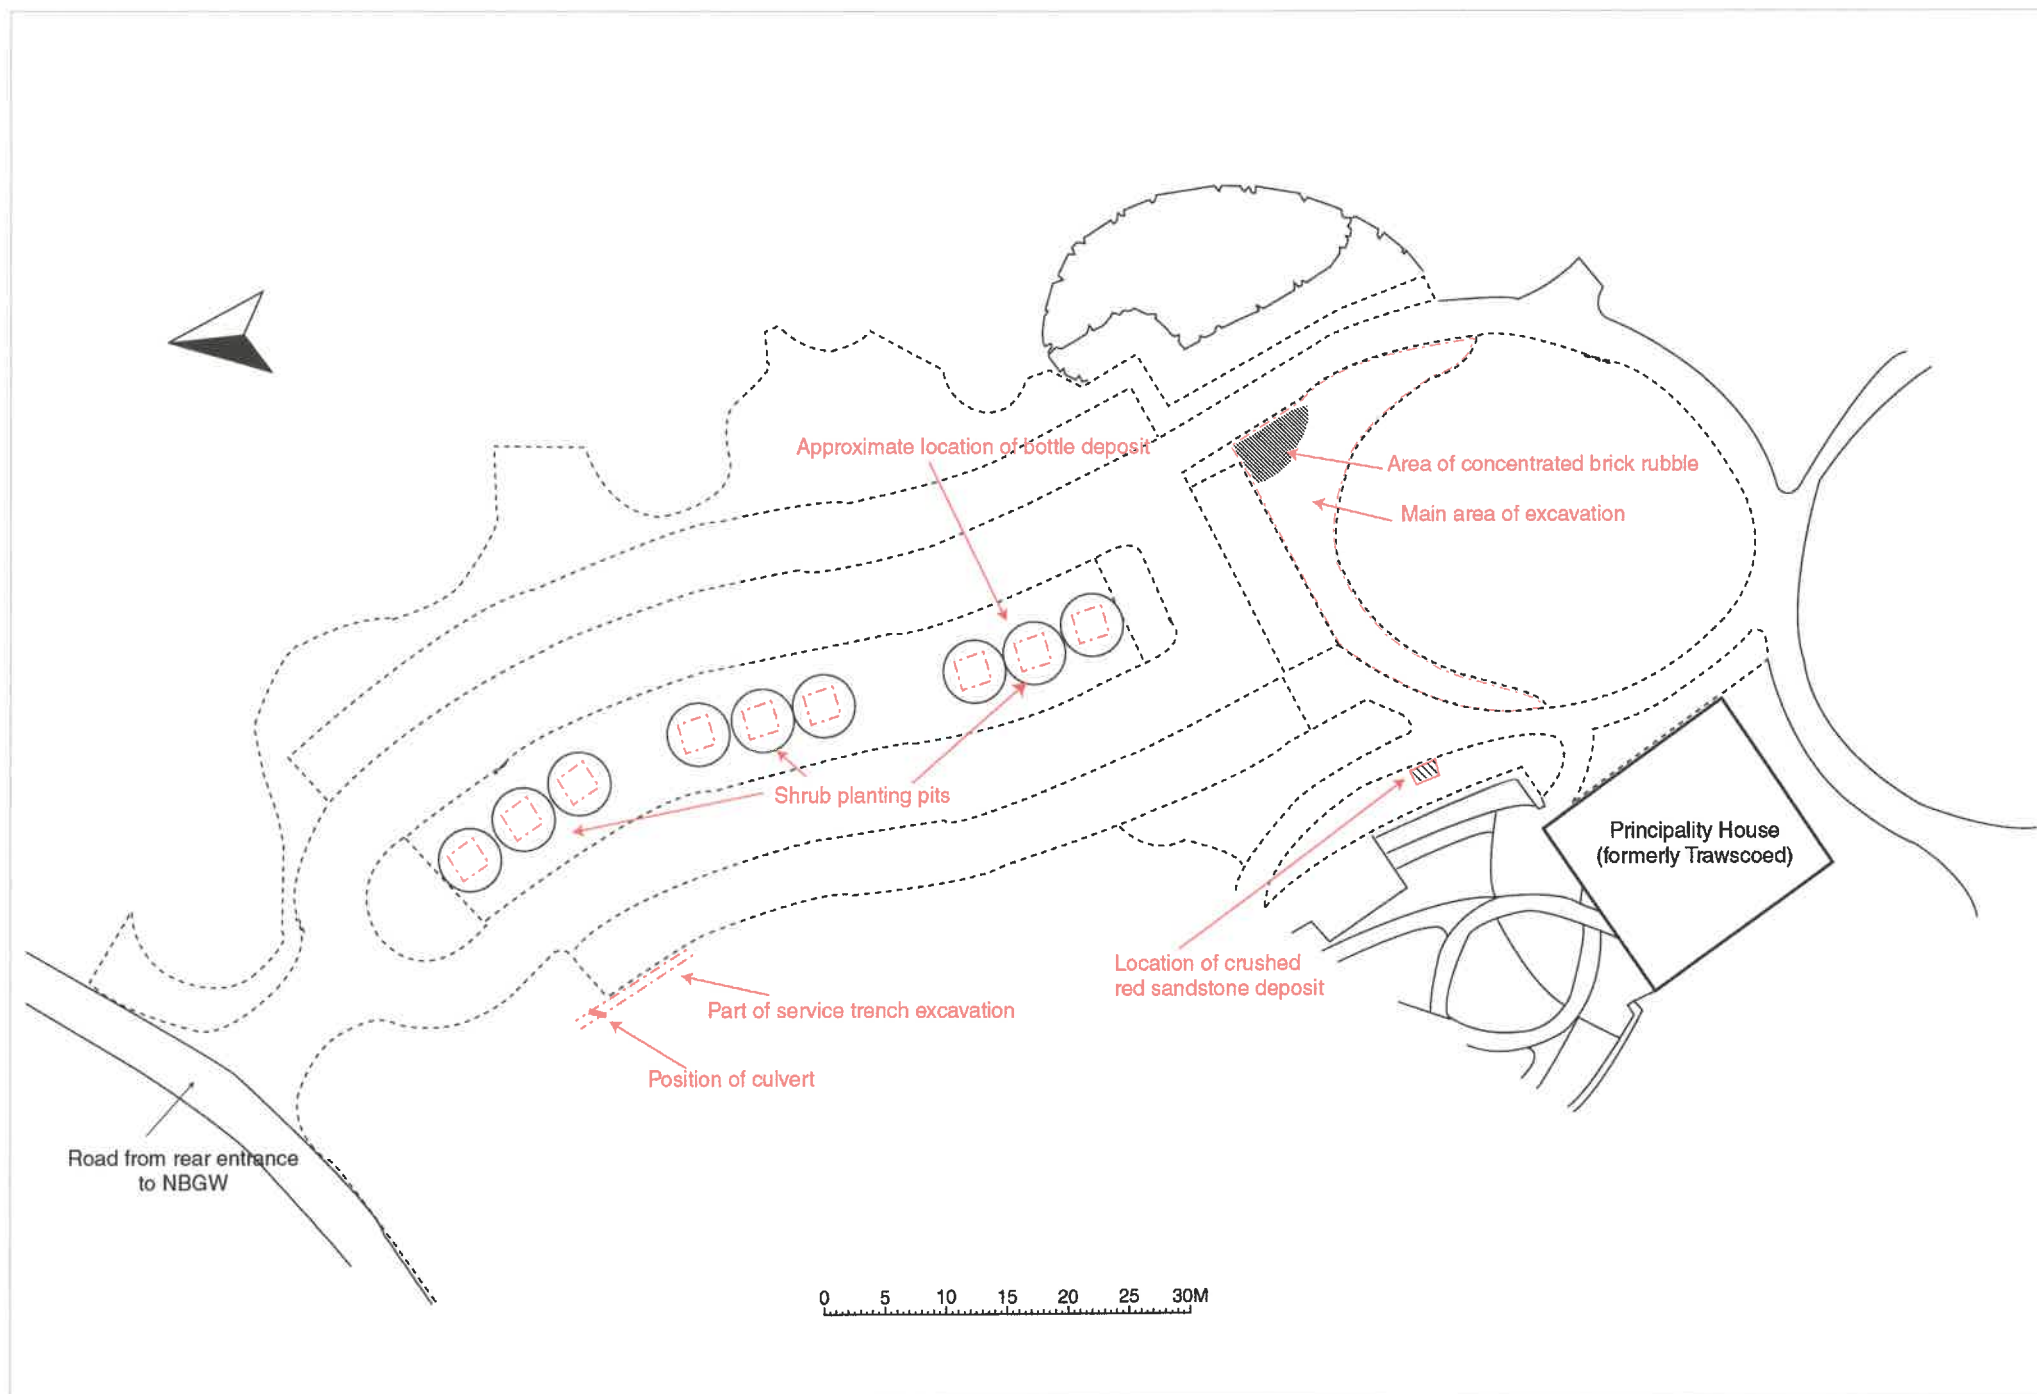 Approximate location of bottle deposit
Area of concentrated brick rubble
Main area of excavation
Shrub planting pits
Principality House
(formerly Trawscoed)
Location of crushed
red sandstone deposit
Part of service trench excavation
Position of culvert
Road from rear entrance
to NBGW
0 5 10 15 20 25 30M